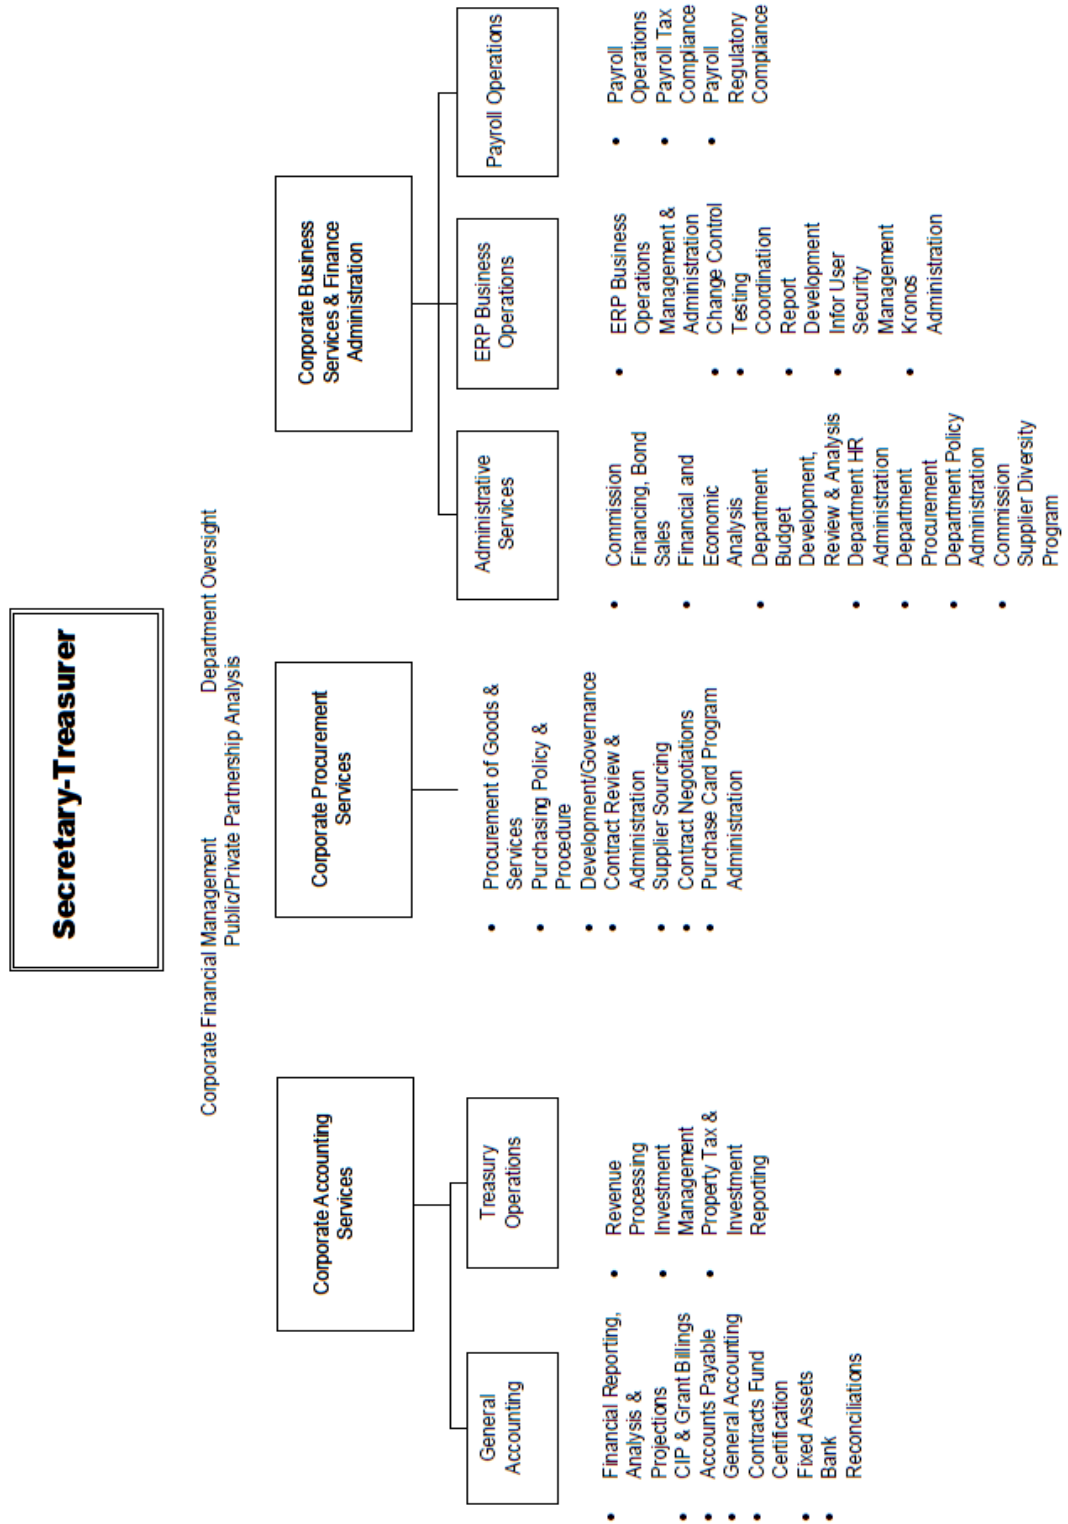 Secretary-Treasurer
Corporate Financial Management Department Oversight
Public/Private Partnership Analysis
Corporate Accounting
Services
General
Accounting
• Financial Reporting,
Analysis &
Projections
• CIP & Grant Billings
• Accounts Payable
• General Accounting
• Contracts Fund
Certification
• Fixed Assets
• Bank
Reconciliations
Treasury
Operations
• Revenue
Processing
• Investment
Management
• Property Tax &
Investment
Reporting
Corporate Procurement
Services
• Procurement of Goods &
Services
• Purchasing Policy &
Procedure
• Development/Governance
• Contract Review &
Administration
• Supplier Sourcing
• Contract Negotiations
• Purchase Card Program
Administration
Corporate Business
Services & Finance
Administration
Administrative
Services
• Commission
Financing, Bond
Sales
• Financial and
Economic
Analysis
• Department
Budget
Development,
Review & Analysis
• Department HR
Administration
• Department
Procurement
• Department Policy
Administration
• Commission
Supplier Diversity
Program
ERP Business
Operations
• ERP Business
Operations
Management &
Administration
• Change Control
• Testing
Coordination
• Report
Development
• Infor User
Security
Management
• Kronos
Administration
Payroll Operations
• Payroll
Operations
• Payroll Tax
Compliance
• Payroll
Regulatory
Compliance